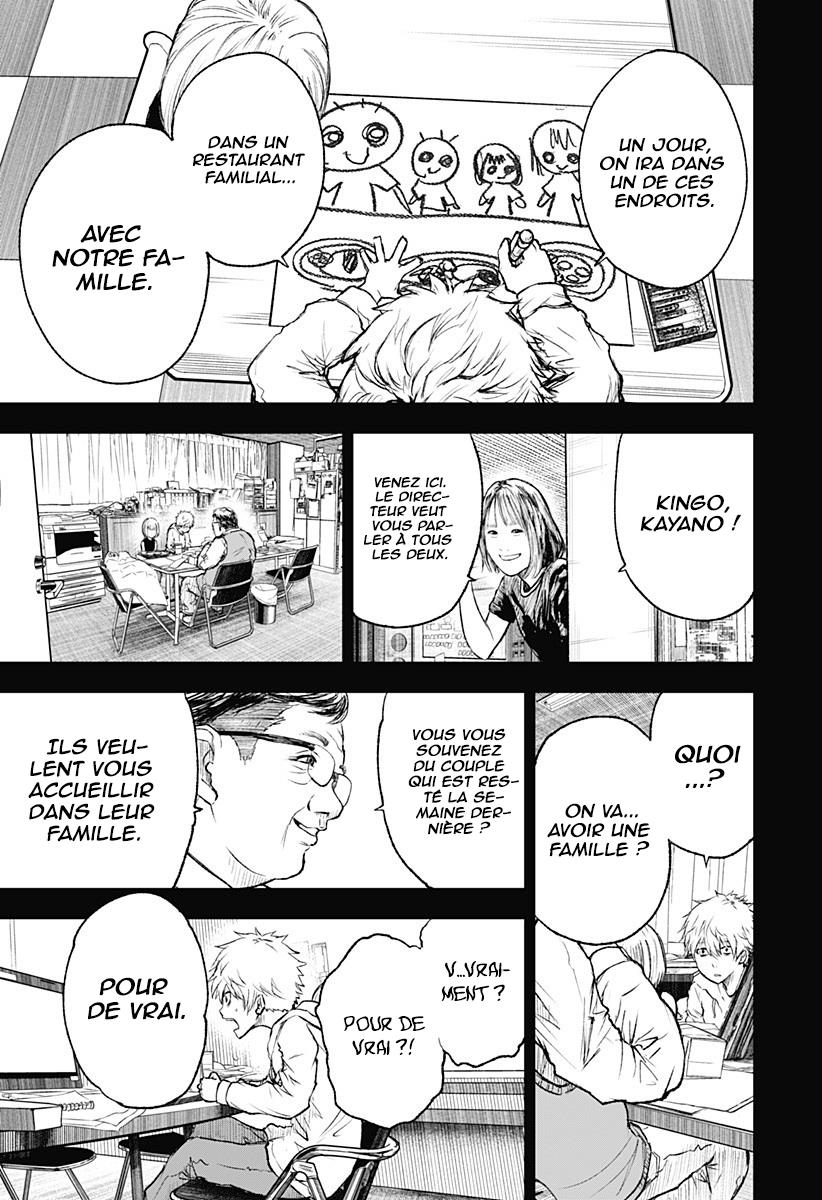 UN JOUR,
ON IRA DANS
UN DE CES
ENDROITS.
DANS UN
RESTAURANT
FAMILIAL...
AVEC
NOTRE FA-
MILLE.
KINGO,
KAYANO !
VENEZ ICI.
LE DIREC-
TEUR VEUT
VOUS PAR-
LER À TOUS
LES DEUX.
QUOI
...?
ON VA...
AVOIR UNE
FAMILLE ?
VOUS VOUS
SOUVENEZ
DU COUPLE
QUI EST RES-
TÉ LA SE-
MAINE DER-
NIÈRE ?
ILS VEU-
LENT VOUS
ACCUEILLIR
DANS LEUR
FAMILLE.
V...VRAI-
MENT ?
POUR DE
VRAI ?!
POUR
DE VRAI.